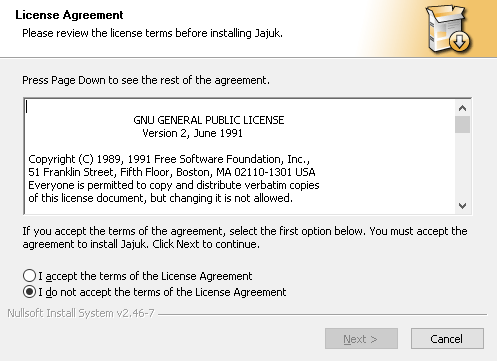 License Agreement
Please review the license terms before installing Jajuk.
Press Page Down to see the rest of the agreement.
GNU GENERAL PUBLIC LICENSE
Version 2, June 1991
Copyright (C) 1989, 1991 Free Software Foundation, Inc.,
51 Franklin Street, Fifth Floor, Boston, MA 02110-1301 USA
Everyone is permitted to copy and distribute verbatim copies
of this license document, but changing it is not allowed.
If you accept the terms of the agreement, select the first option below. You must accept the
agreement to install Jajuk. Click Next to continue.
I accept the terms of the License Agreement
I do not accept the terms of the License Agreement
Nullsoft Install System v2.46-7
Next >
Cancel